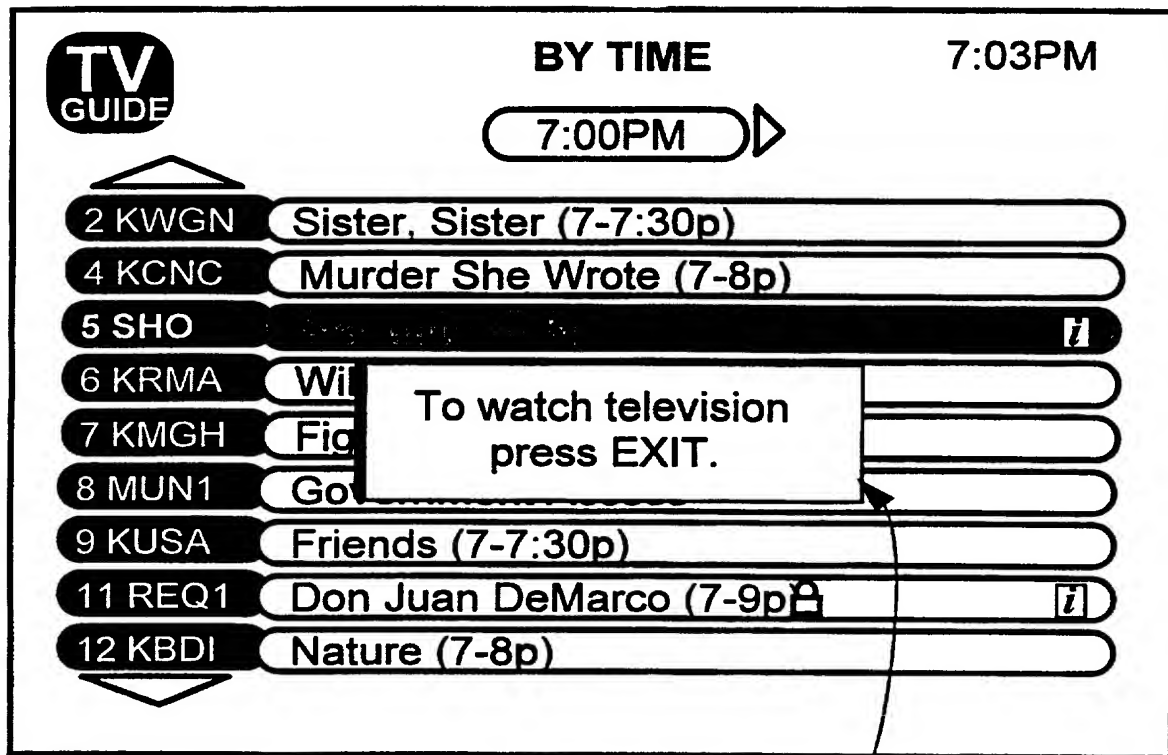 TV GUIDE
BY TIME
7:03PM
7:00PM
2 KWGN Sister, Sister (7-7:30p)
4 KCNC Murder She Wrote (7-8p)
5 SHO i
6 KRMA
7 KMGH
8 MUN1
To watch television
press EXIT.
9 KUSA Friends (7-7:30p)
11 REQ1 Don Juan DeMarco (7-9p) i
12 KBDI Nature (7-8p)